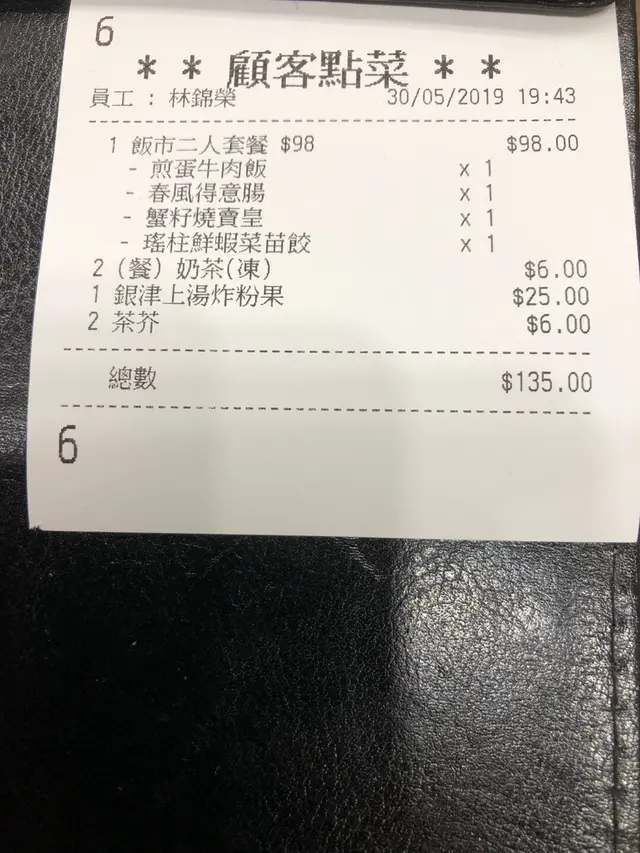 6
* * 顧客點菜 * *
員工 : 林錦榮 30/05/2019 19:43
1 飯市二人套餐 $98 $98.00
- 煎蛋牛肉飯 x 1
- 春風得意腸 x 1
- 蟹籽燒賣皇 x 1
- 瑤柱鮮蝦菜苗餃 x 1
2 (餐) 奶茶(凍) $6.00
1 銀津上湯炸粉果 $25.00
2 茶芥 $6.00
總數 $135.00
6